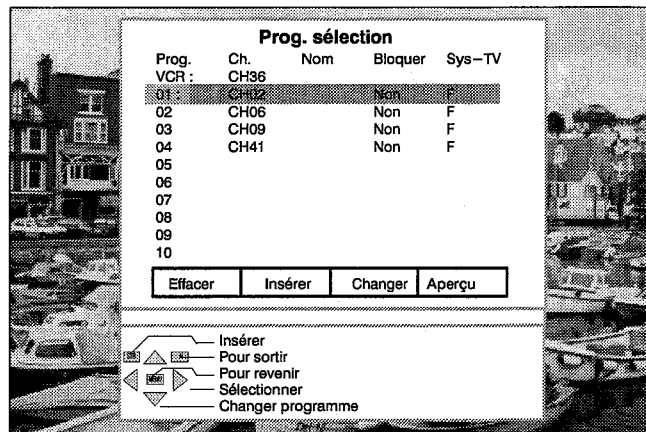 Prog. sélection
Prog. Ch. Nom Bloquer Sys-TV
VCR : CH36
01 : CH02 Non F
02 CH06 Non F
03 CH09 Non F
04 CH41 Non F
05
06
07
08
09
10
Effacer Insérer Changer Aperçu
Insérer
Pour sortir
Pour revenir
MENU
Sélectionner
Changer programme